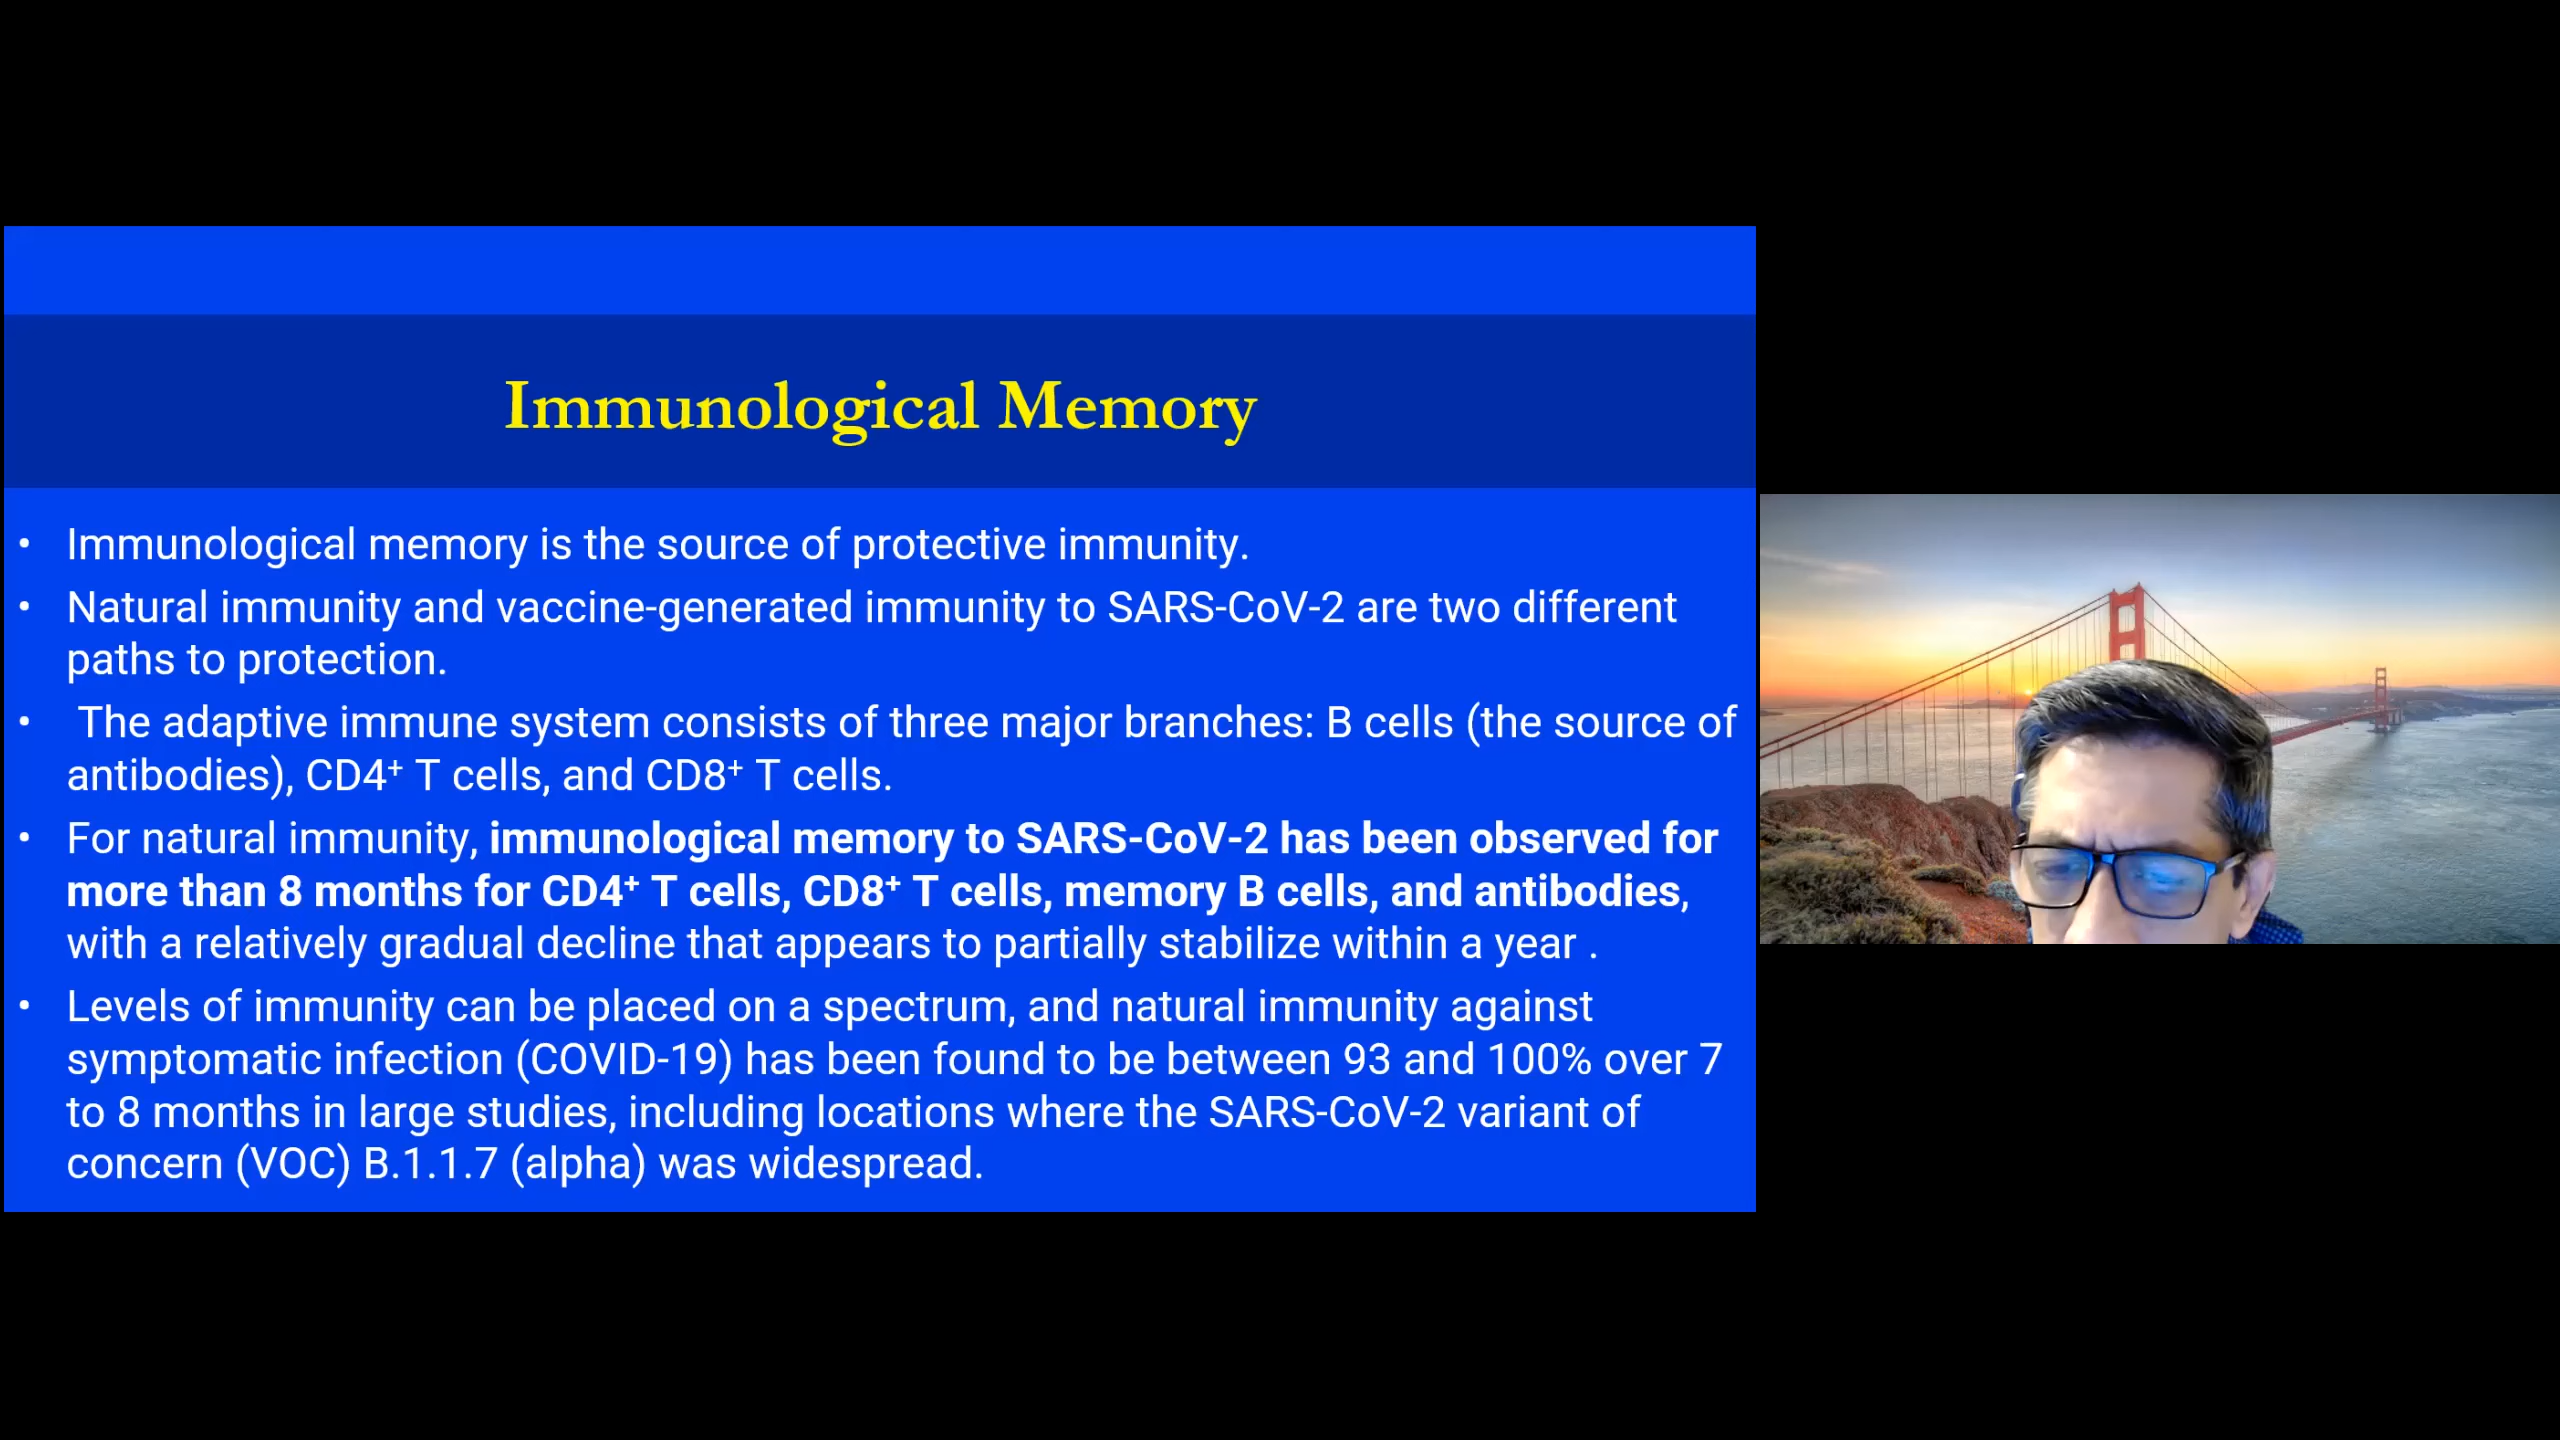 Immunological Memory
• Immunological memory is the source of protective immunity.
• Natural immunity and vaccine-generated immunity to SARS-CoV-2 are two different
paths to protection.
• The adaptive immune system consists of three major branches: B cells (the source of
antibodies), CD4⁺ T cells, and CD8⁺ T cells.
• For natural immunity, immunological memory to SARS-CoV-2 has been observed for
more than 8 months for CD4⁺ T cells, CD8⁺ T cells, memory B cells, and antibodies,
with a relatively gradual decline that appears to partially stabilize within a year .
• Levels of immunity can be placed on a spectrum, and natural immunity against
symptomatic infection (COVID-19) has been found to be between 93 and 100% over 7
to 8 months in large studies, including locations where the SARS-CoV-2 variant of
concern (VOC) B.1.1.7 (alpha) was widespread.